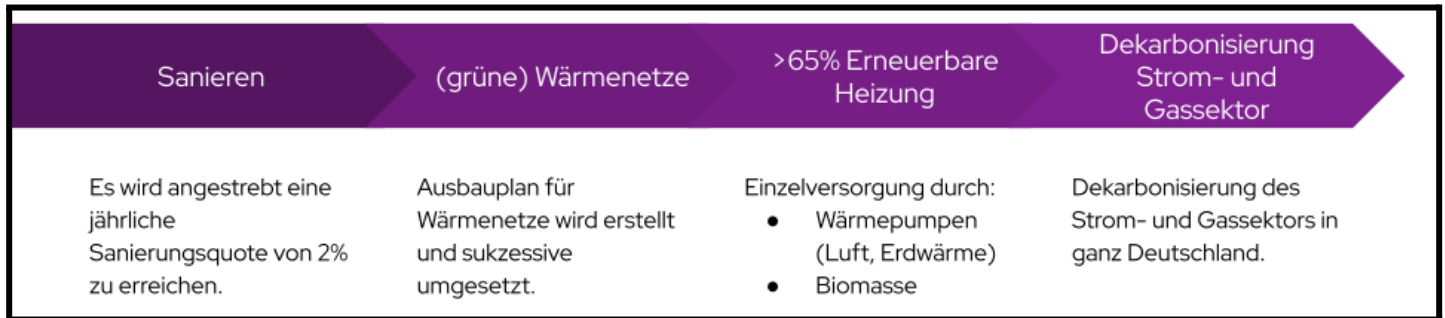 Sanieren
(grüne) Wärmenetze
>65% Erneuerbare
Heizung
Dekarbonisierung
Strom- und
Gassektor
Es wird angestrebt eine
jährliche
Sanierungsquote von 2%
zu erreichen.
Ausbauplan für
Wärmenetze wird erstellt
und sukzessive
umgesetzt.
Einzelversorgung durch:
● Wärmepumpen
(Luft, Erdwärme)
● Biomasse
Dekarbonisierung des
Strom- und Gassektors in
ganz Deutschland.